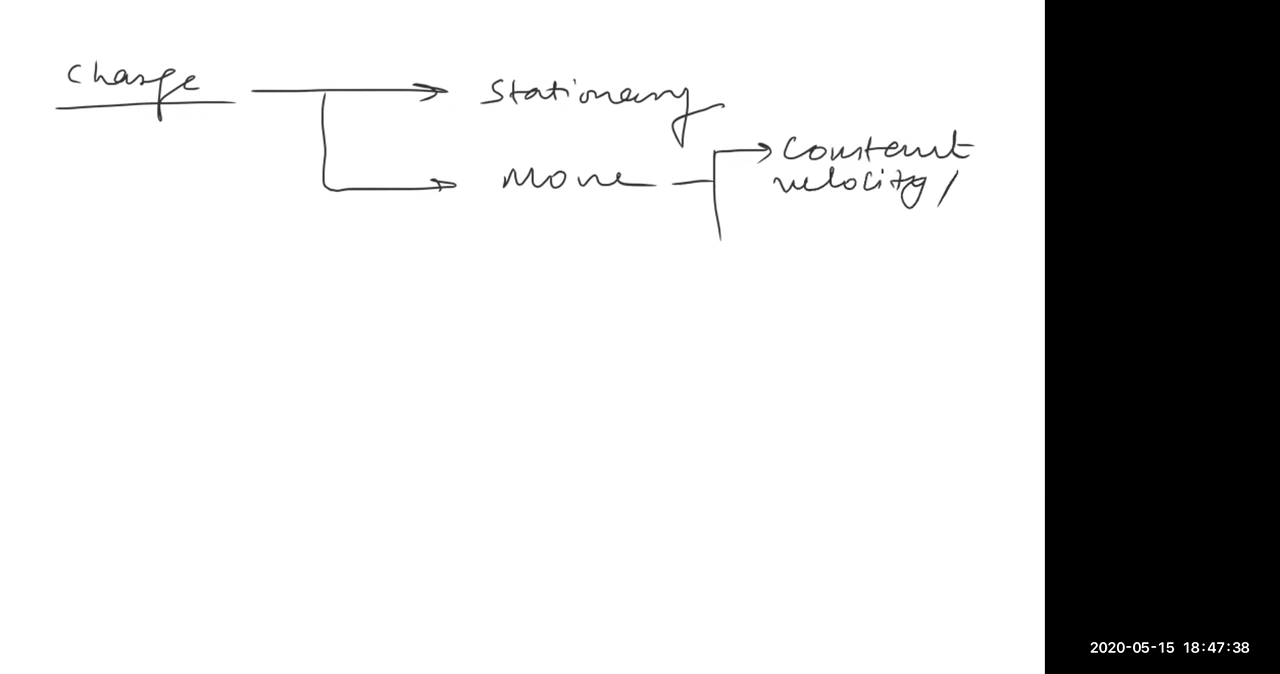 Charge
Stationary
Move
Constant
velocity/
2020-05-15 18:47:38